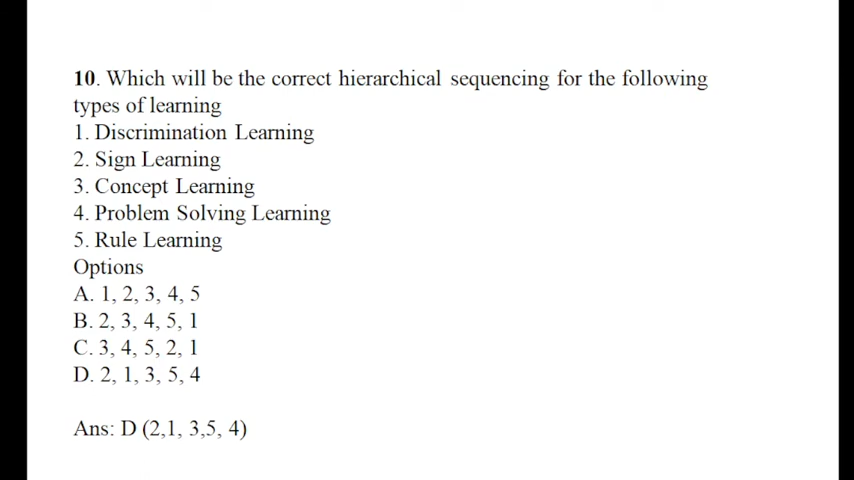 10. Which will be the correct hierarchical sequencing for the following
types of learning
1. Discrimination Learning
2. Sign Learning
3. Concept Learning
4. Problem Solving Learning
5. Rule Learning
Options
A. 1, 2, 3, 4, 5
B. 2, 3, 4, 5, 1
C. 3, 4, 5, 2, 1
D. 2, 1, 3, 5, 4
Ans: D (2,1, 3,5, 4)